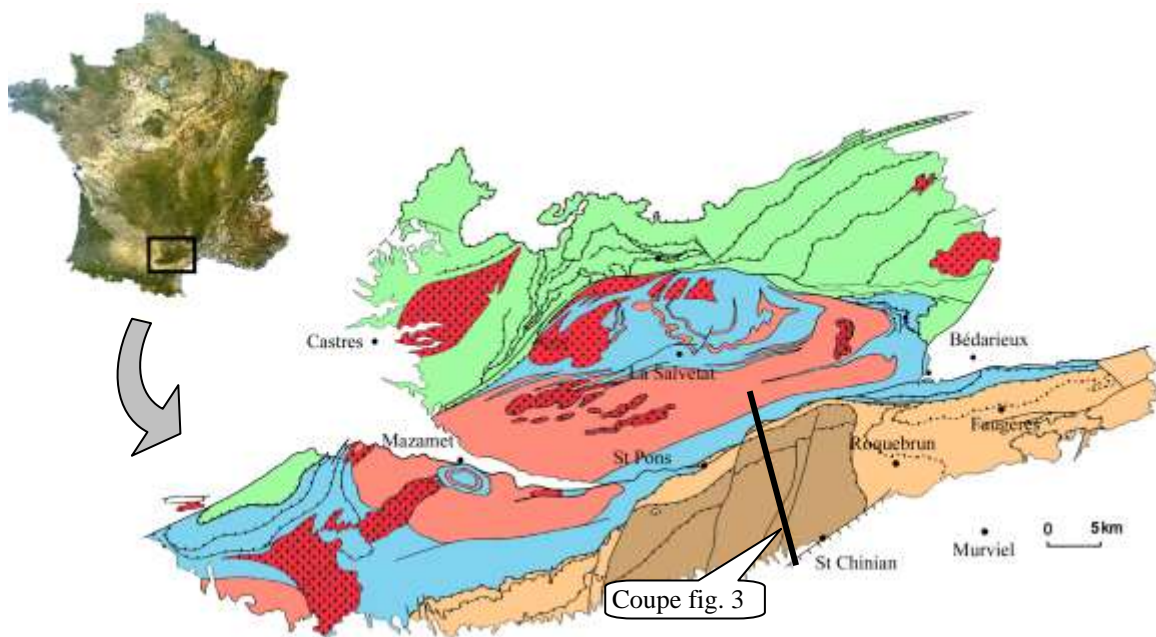 Castres
Bédarieux
La Salvetat
Mazamet
Faugères
Roquebrun
St Pons
0 5km
Murviel
St Chinian
Coupe fig. 3